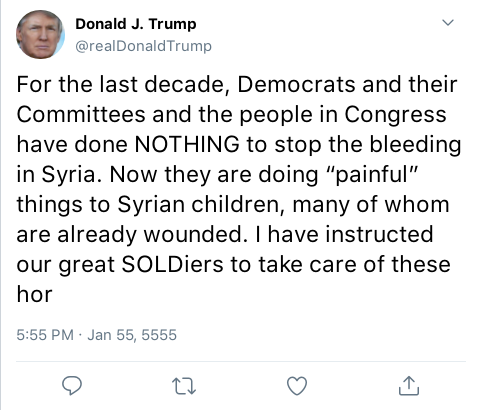 Donald J. Trump
@realDonaldTrump
For the last decade, Democrats and their
Committees and the people in Congress
have done NOTHING to stop the bleeding
in Syria. Now they are doing “painful”
things to Syrian children, many of whom
are already wounded. I have instructed
our great SOLDiers to take care of these
hor
5:55 PM · Jan 55, 5555